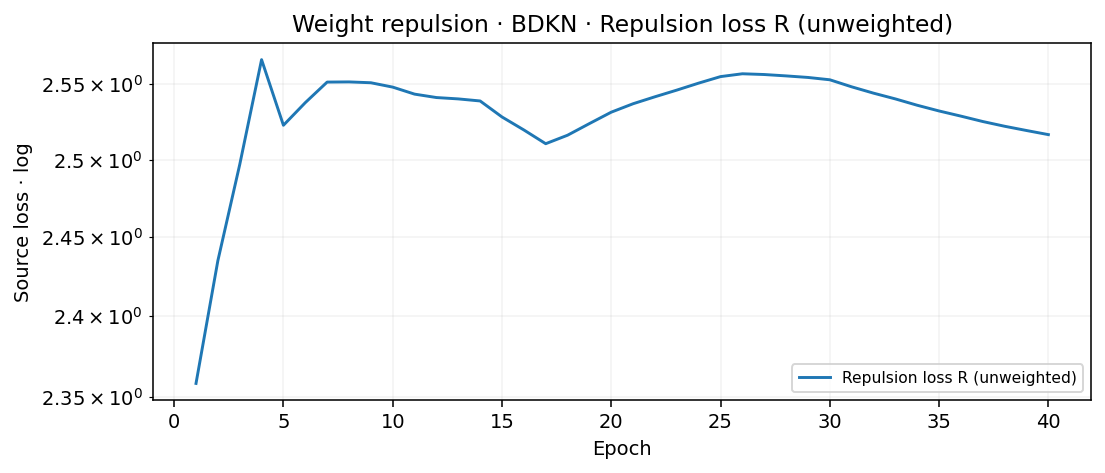 Weight repulsion · BDKN · Repulsion loss R (unweighted)
Source loss · log
2.55 × 10⁰
2.5 × 10⁰
2.45 × 10⁰
2.4 × 10⁰
2.35 × 10⁰
Repulsion loss R (unweighted)
0 5 10 15 20 25 30 35 40
Epoch